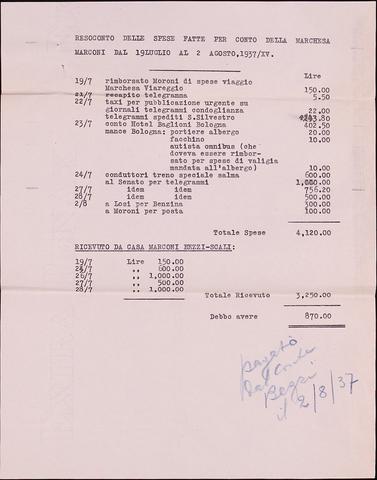 RESOCONTO DELLE SPESE FATTE PER CONTO DELLA MARCHESA
MARCONI DAL 19LUGLIO AL 2 AGOSTO,1937/XV.
Lire
19/7 rimborsato Moroni di spese viaggio
Marchesa Viareggio 150.00
21/7 recapito telegramma 5.50
22/7 taxi per pubblicazione urgente su
giornali telegrammi condoglianza 22.00
telegrammi spediti S.Silvestro
23/7 conto Hotel Baglioni Bologna 402.50
mance Bologna: portiere albergo 20.00
facchino 10.00
autista omnibus (che
doveva essere rimbor-
sato per spese di valigia
mandata all'albergo) 10.00
24/7 conduttori treno speciale salma 600.00
al Senato per telegrammi 1,000.00
27/7 idem idem 756.20
28/7 idem idem 500.00
2/8 a Losi per Benzina 300.00
a Moroni per posta 100.00
Totale Spese 4,120.00
RICEVUTO DA CASA MARCONI BEZZI-SCALI:
19/7 Lire 150.00
24/7 ,, 600.00
26/7 ,, 1,000.00
27/7 ,, 500.00
28/7 ,, 1,000.00
Totale Ricevuto 3,250.00
Debbo avere 870.00
pagato
dal Conte
Bezzi
il 2/8/37